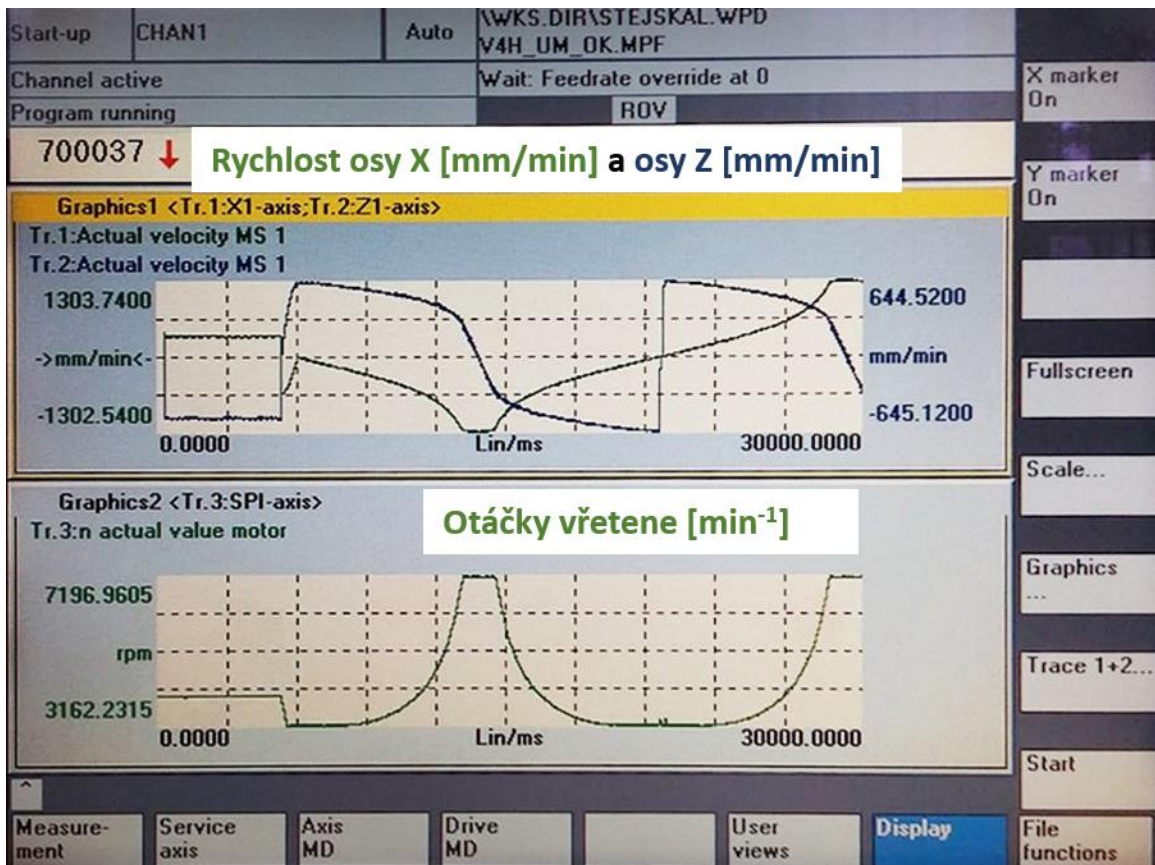 Start-up
CHAN1
Auto
\WKS.DIR\STEJSKAL.WPD
V4H_UM_OK.MPF
Channel active
Wait: Feedrate override at 0
Program running
ROV
700037 ↓
Rychlost osy X [mm/min] a osy Z [mm/min]
Graphics1 <Tr.1:X1-axis;Tr.2:Z1-axis>
Tr.1:Actual velocity MS 1
Tr.2:Actual velocity MS 1
1303.7400
644.5200
->mm/min<-
mm/min
-1302.5400
-645.1200
0.0000
Lin/ms
30000.0000
Graphics2 <Tr.3:SPI-axis>
Tr.3:n actual value motor
Otáčky vřetene [min⁻¹]
7196.9605
rpm
3162.2315
0.0000
Lin/ms
30000.0000
X marker
On
Y marker
On
Fullscreen
Scale...
Graphics
...
Trace 1+2...
Start
^
Measure-
ment
Service
axis
Axis
MD
Drive
MD
User
views
Display
File
functions